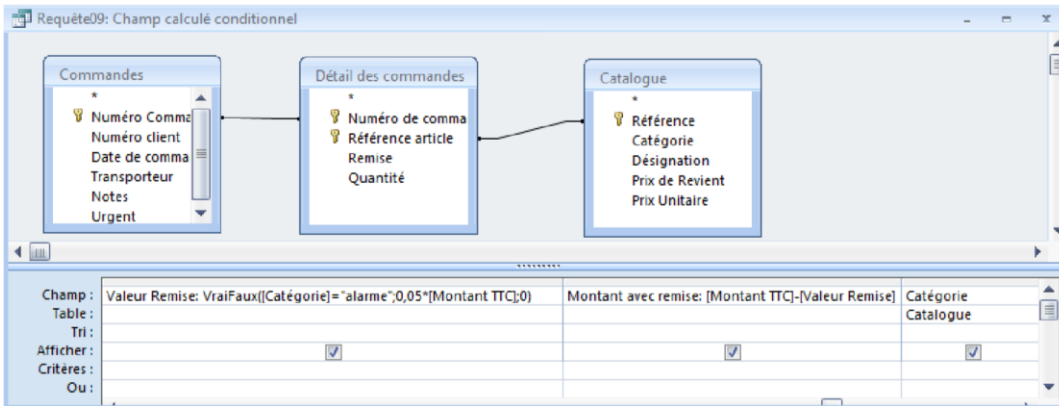 Requête09: Champ calculé conditionnel
Commandes
*
Numéro Comma
Numéro client
Date de comma
Transporteur
Notes
Urgent
Détail des commandes
*
Numéro de comma
Référence article
Remise
Quantité
Catalogue
*
Référence
Catégorie
Désignation
Prix de Revient
Prix Unitaire
Champ : Valeur Remise: VraiFaux([Catégorie]="alarme";0,05*[Montant TTC];0) Montant avec remise: [Montant TTC]-[Valeur Remise] Catégorie
Table : Catalogue
Tri :
Afficher :
Critères :
Ou :